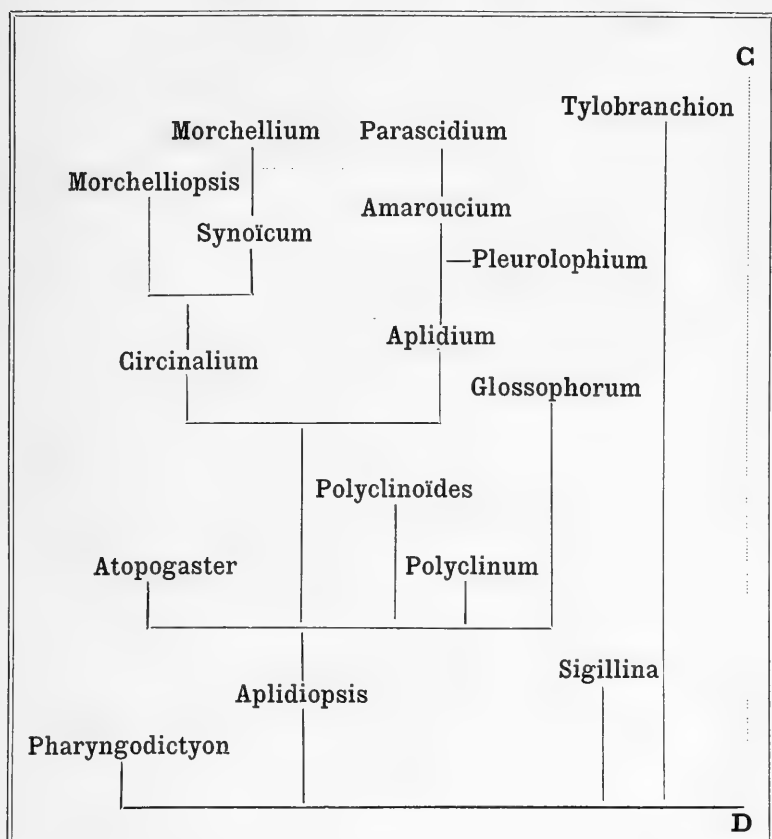 C
Tylobranchion
Morchellium
Parascidium
Morchelliopsis
Amaroucium
Synoïcum
—Pleurolophium
Aplidium
Circinalium
Glossophorum
Polyclinoïdes
Atopogaster
Polyclinum
Sigillina
Aplidiopsis
Pharyngodictyon
D